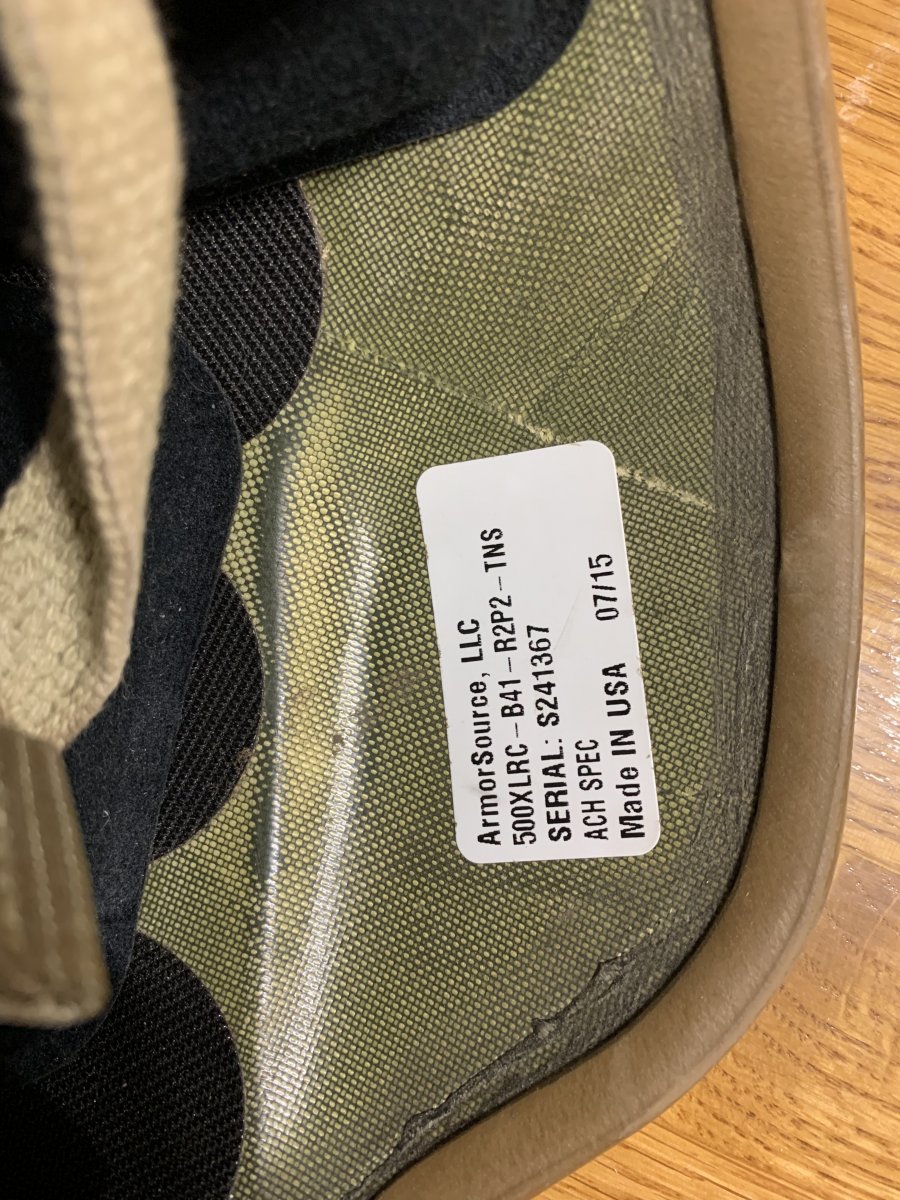 ArmorSource, LLC
500XLRC-B41-R2P2-TNS
SERIAL: S241367
ACH SPEC
Made IN USA 07/15